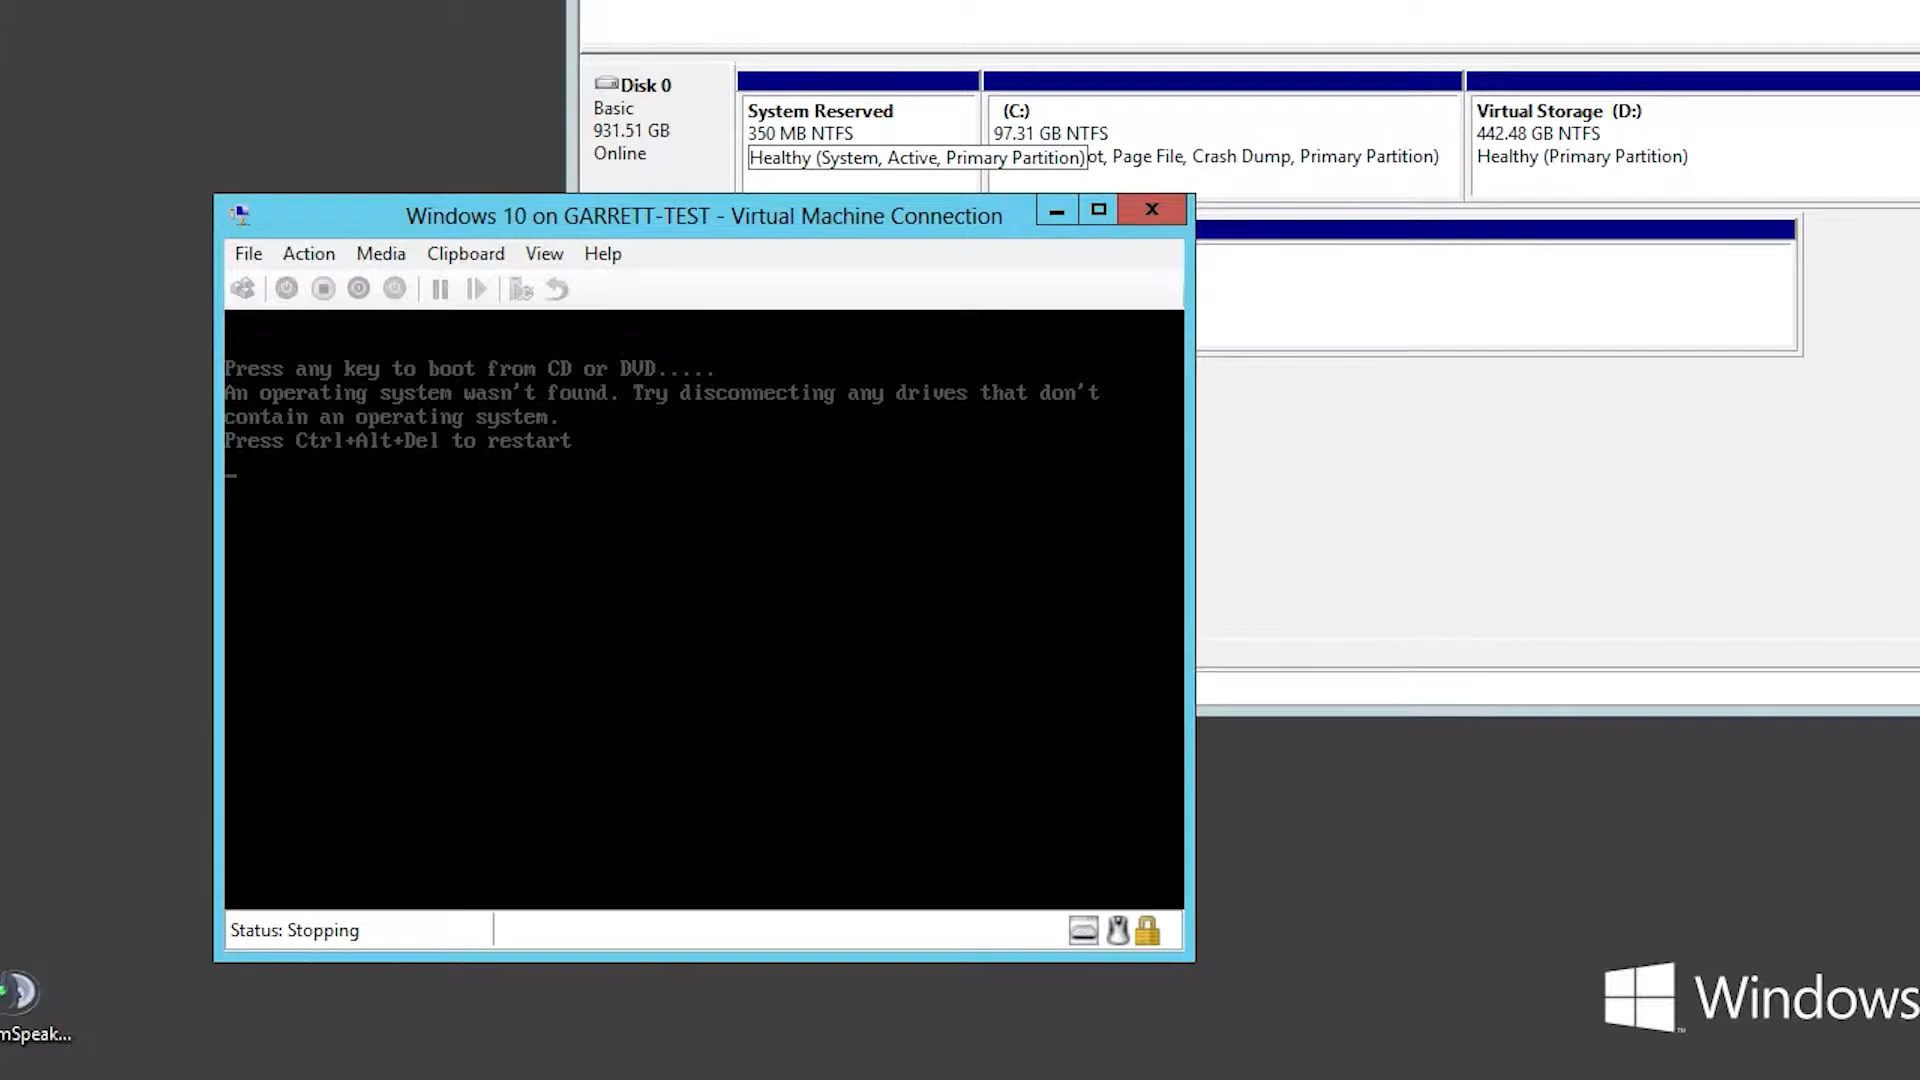 Disk 0
Basic
931.51 GB
Online
System Reserved
350 MB NTFS
Healthy (System, Active, Primary Partition)
(C:)
97.31 GB NTFS
ot, Page File, Crash Dump, Primary Partition)
Virtual Storage (D:)
442.48 GB NTFS
Healthy (Primary Partition)
Windows 10 on GARRETT-TEST - Virtual Machine Connection
File Action Media Clipboard View Help
Press any key to boot from CD or DVD.....
An operating system wasn't found. Try disconnecting any drives that don't
contain an operating system.
Press Ctrl+Alt+Del to restart
Status: Stopping
mSpeak...
Windows